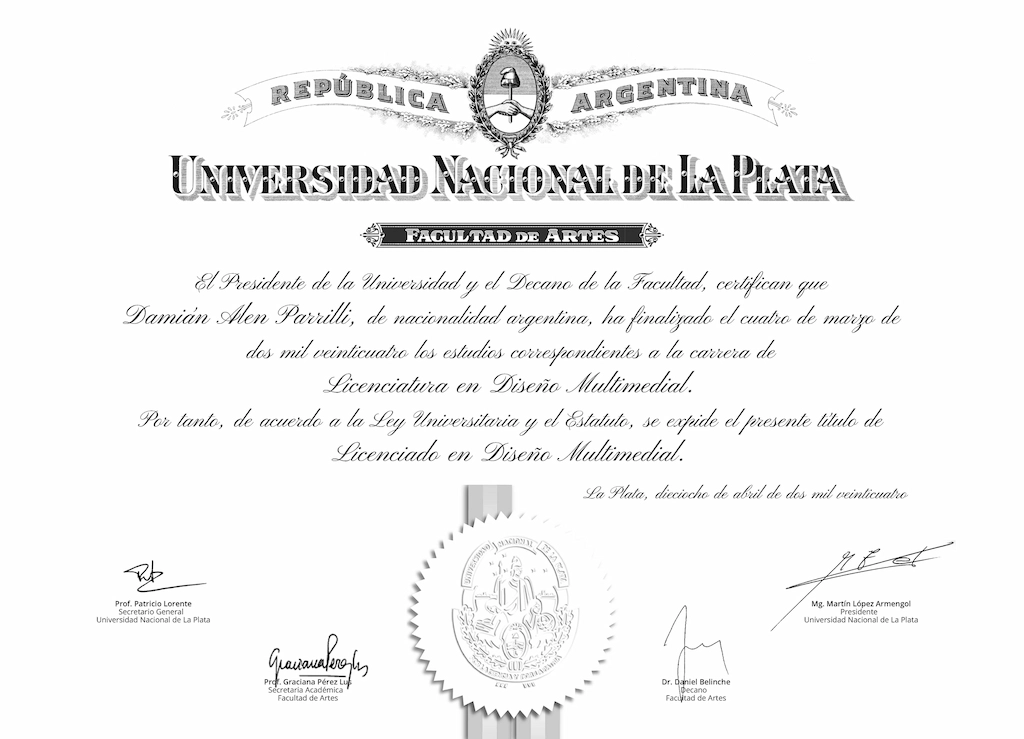 REPÚBLICA ARGENTINA
UNIVERSIDAD NACIONAL DE LA PLATA
FACULTAD DE ARTES
El Presidente de la Universidad y el Decano de la Facultad, certifican que
Damián Alen Parrilli, de nacionalidad argentina, ha finalizado el cuatro de marzo de
dos mil veinticuatro los estudios correspondientes a la carrera de
Licenciatura en Diseño Multimedial.
Por tanto, de acuerdo a la Ley Universitaria y el Estatuto, se expide el presente título de
Licenciado en Diseño Multimedial.
La Plata, dieciocho de abril de dos mil veinticuatro
UNIVERSIDAD NACIONAL DE LA PLATA
Prof. Patricio Lorente
Secretario General
Universidad Nacional de La Plata
Mg. Martín López Armengol
Presidente
Universidad Nacional de La Plata
Prof. Graciana Pérez Lus
Secretaria Académica
Facultad de Artes
Dr. Daniel Belinche
Decano
Facultad de Artes